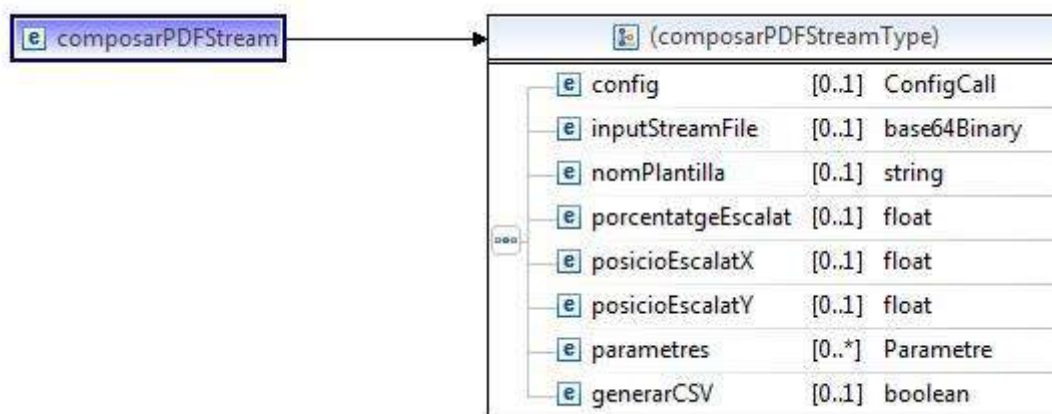 e composarPDFStream
(composarPDFStreamType)
e config [0..1] ConfigCall
e inputStreamFile [0..1] base64Binary
e nomPlantilla [0..1] string
e porcentatgeEscalat [0..1] float
e posicioEscalatX [0..1] float
e posicioEscalatY [0..1] float
e parametres [0..*] Parametre
e generarCSV [0..1] boolean